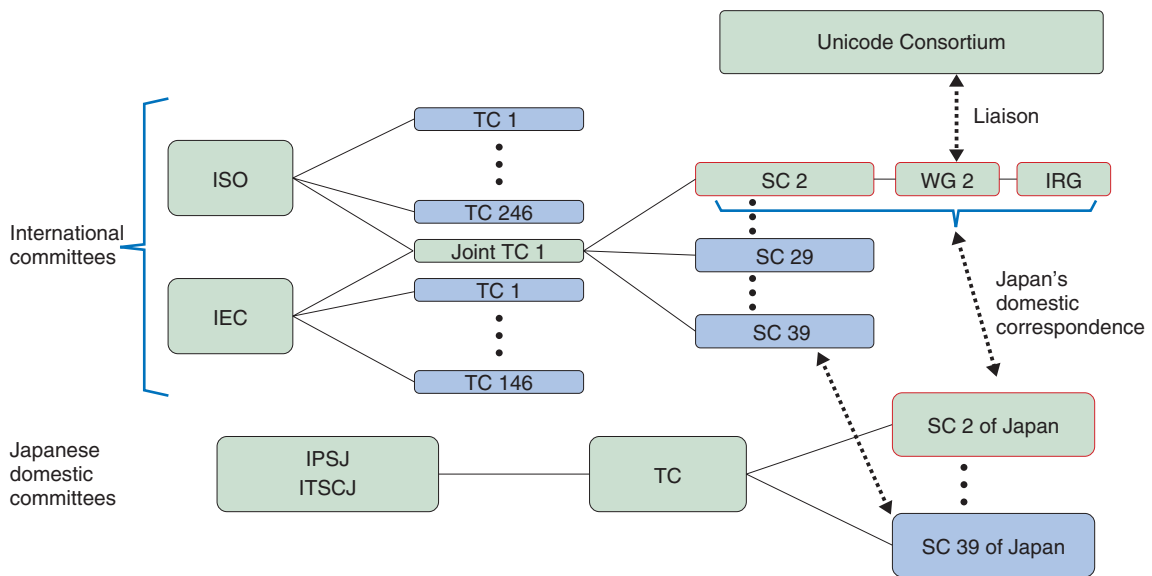 Unicode Consortium
Liaison
International
committees
ISO
IEC
TC 1
TC 246
Joint TC 1
TC 1
TC 146
SC 2
WG 2
IRG
SC 29
SC 39
Japan's
domestic
correspondence
Japanese
domestic
committees
IPSJ
ITSCJ
TC
SC 2 of Japan
SC 39 of Japan